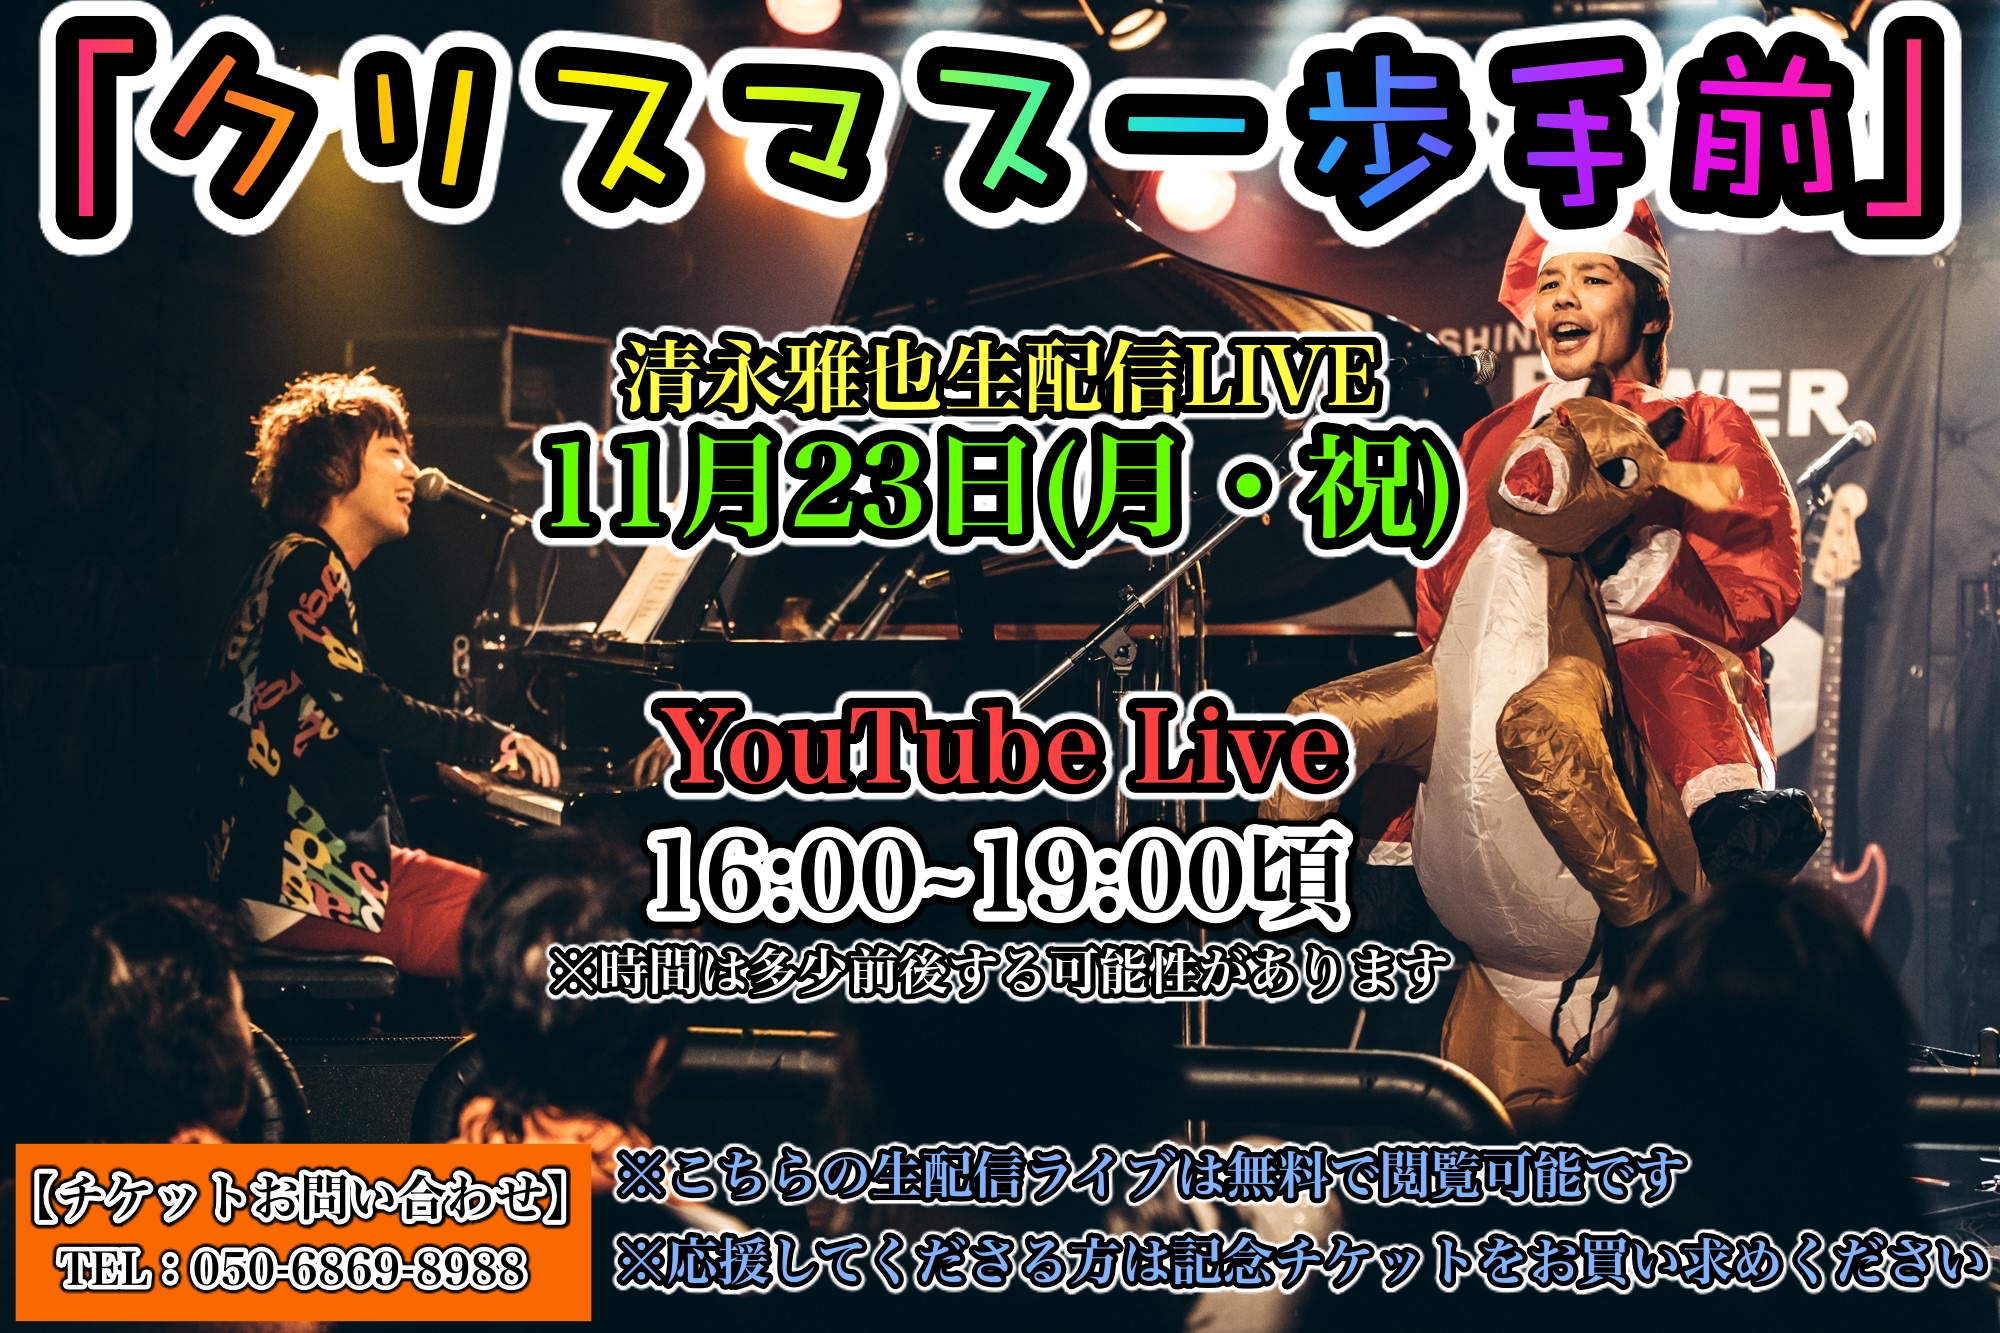 『クリスマス一歩手前』
清永雅也生配信LIVE
11月23日(月・祝)
YouTube Live
16:00~19:00頃
※時間は多少前後する可能性があります
【チケットお問い合わせ】
TEL：050-6869-8988
※こちらの生配信ライブは無料で閲覧可能です
※応援してくださる方は記念チケットをお買い求めください